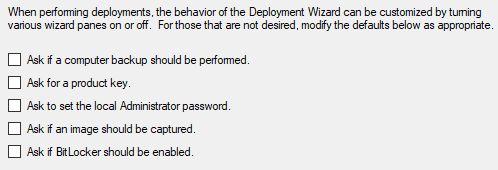 When performing deployments, the behavior of the Deployment Wizard can be customized by turning
various wizard panes on or off.  For those that are not desired, modify the defaults below as appropriate.
Ask if a computer backup should be performed.
Ask for a product key.
Ask to set the local Administrator password.
Ask if an image should be captured.
Ask if BitLocker should be enabled.